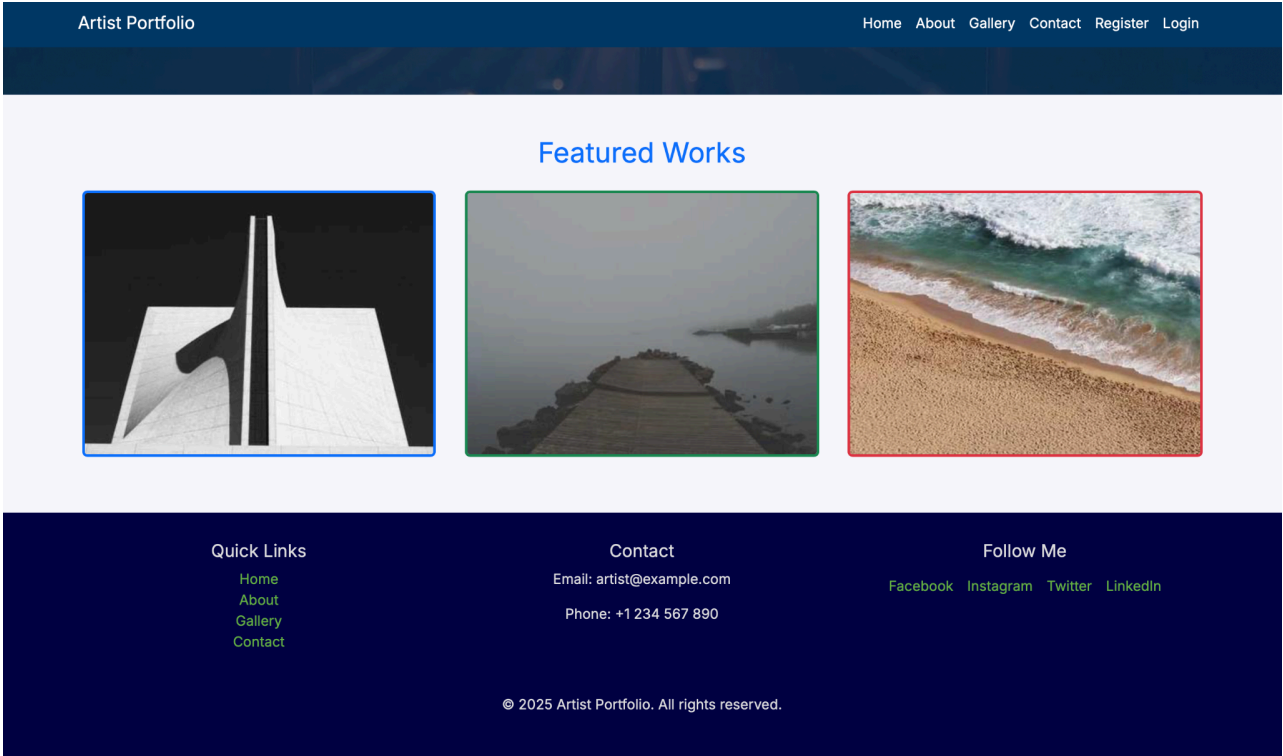 Artist Portfolio Home About Gallery Contact Register Login
Featured Works
Quick Links
Home
About
Gallery
Contact
Contact
Email: artist@example.com
Phone: +1 234 567 890
Follow Me
Facebook Instagram Twitter LinkedIn
© 2025 Artist Portfolio. All rights reserved.